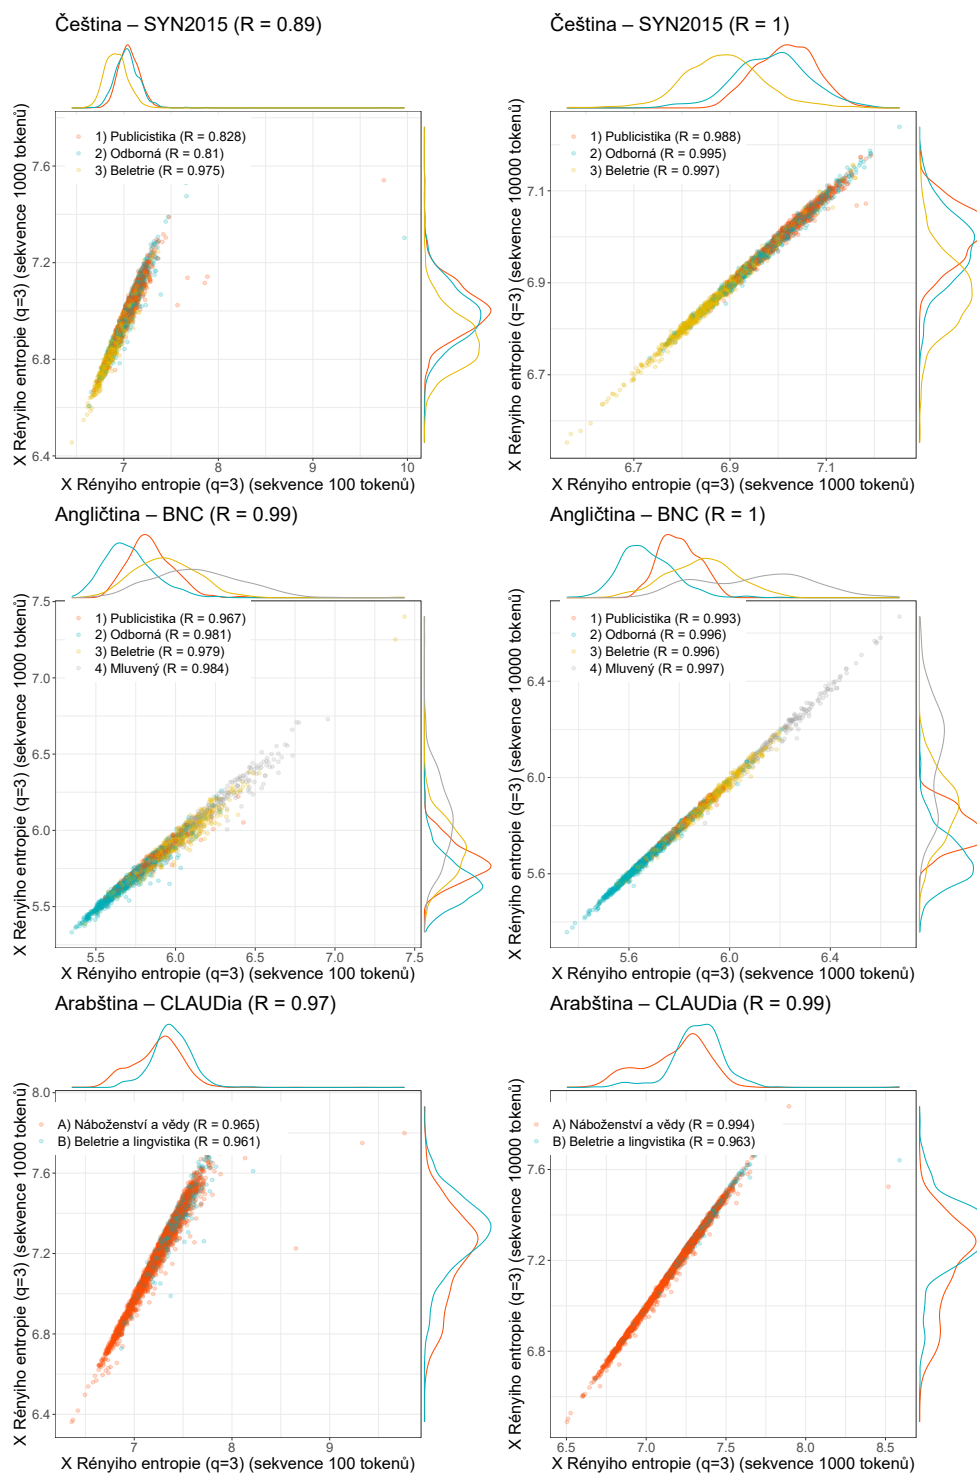 Čeština – SYN2015 (R = 0.89)
1) Publicistika (R = 0.828)
2) Odborná (R = 0.81)
3) Beletrie (R = 0.975)
X Rényiho entropie (q=3) (sekvence 1000 tokenů)
7.6
7.2
6.8
6.4
7
8
9
10
X Rényiho entropie (q=3) (sekvence 100 tokenů)
Čeština – SYN2015 (R = 1)
1) Publicistika (R = 0.988)
2) Odborná (R = 0.995)
3) Beletrie (R = 0.997)
X Rényiho entropie (q=3) (sekvence 10000 tokenů)
7.1
6.9
6.7
6.7
6.9
7.1
X Rényiho entropie (q=3) (sekvence 1000 tokenů)
Angličtina – BNC (R = 0.99)
1) Publicistika (R = 0.967)
2) Odborná (R = 0.981)
3) Beletrie (R = 0.979)
4) Mluvený (R = 0.984)
X Rényiho entropie (q=3) (sekvence 1000 tokenů)
7.5
7.0
6.5
6.0
5.5
5.5
6.0
6.5
7.0
7.5
X Rényiho entropie (q=3) (sekvence 100 tokenů)
Angličtina – BNC (R = 1)
1) Publicistika (R = 0.993)
2) Odborná (R = 0.996)
3) Beletrie (R = 0.996)
4) Mluvený (R = 0.997)
X Rényiho entropie (q=3) (sekvence 10000 tokenů)
6.4
6.0
5.6
5.6
6.0
6.4
X Rényiho entropie (q=3) (sekvence 1000 tokenů)
Arabština – CLAUDia (R = 0.97)
A) Náboženství a vědy (R = 0.965)
B) Beletrie a lingvistika (R = 0.961)
X Rényiho entropie (q=3) (sekvence 1000 tokenů)
8.0
7.6
7.2
6.8
6.4
7
8
9
X Rényiho entropie (q=3) (sekvence 100 tokenů)
Arabština – CLAUDia (R = 0.99)
A) Náboženství a vědy (R = 0.994)
B) Beletrie a lingvistika (R = 0.963)
X Rényiho entropie (q=3) (sekvence 10000 tokenů)
7.6
7.2
6.8
6.5
7.0
7.5
8.0
8.5
X Rényiho entropie (q=3) (sekvence 1000 tokenů)